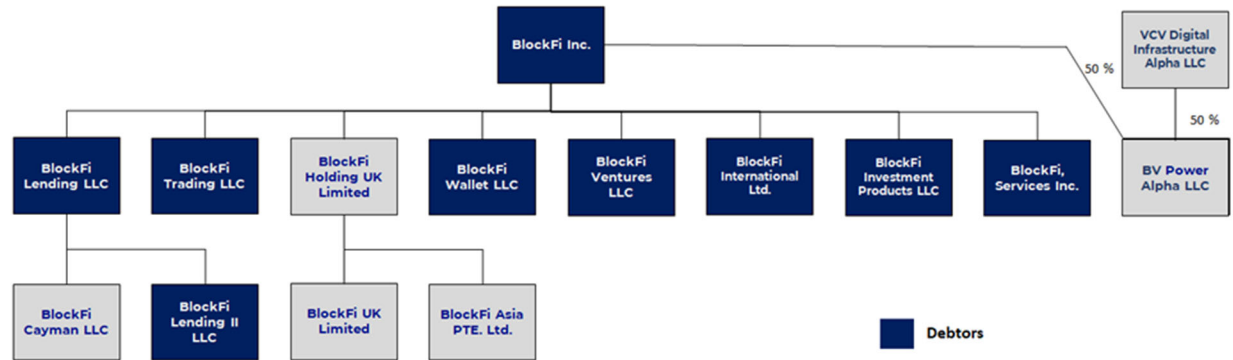 BlockFi Inc.
VCV Digital
Infrastructure
Alpha LLC
50 %
50 %
BlockFi
Lending LLC
BlockFi
Trading LLC
BlockFi
Holding UK
Limited
BlockFi
Wallet LLC
BlockFi
Ventures
LLC
BlockFi
International
Ltd.
BlockFi
Investment
Products LLC
BlockFi,
Services Inc.
BV Power
Alpha LLC
BlockFi
Cayman LLC
BlockFi
Lending II
LLC
BlockFi UK
Limited
BlockFi Asia
PTE. Ltd.
Debtors